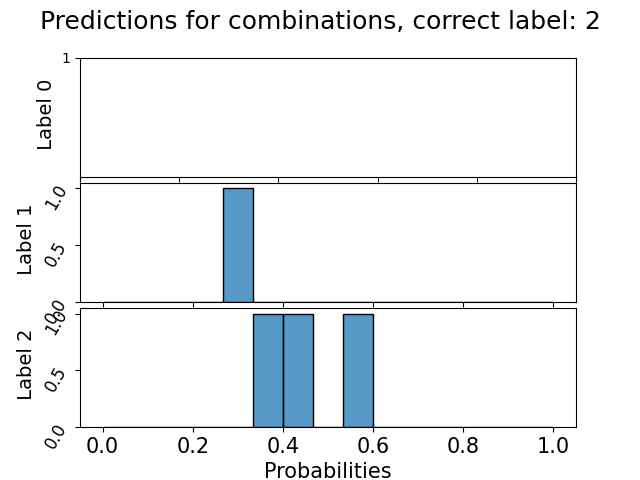 Predictions for combinations, correct label: 2
1
Label 0
1.0
0.5
0.0
Label 1
1.0
0.5
0.0
Label 2
0.0 0.2 0.4 0.6 0.8 1.0
Probabilities